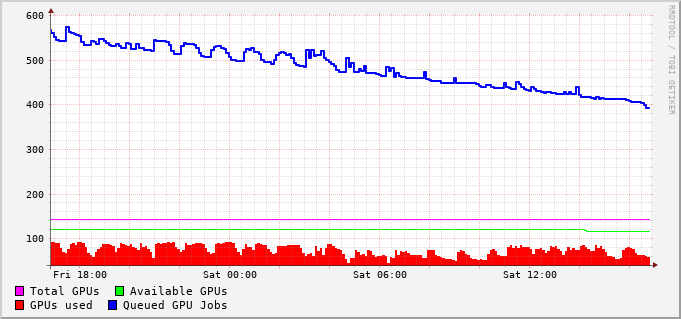 600
500
400
300
200
100
Fri 18:00 Sat 00:00 Sat 06:00 Sat 12:00
Total GPUs Available GPUs
GPUs used Queued GPU Jobs
RRDTOOL / TOBI OETIKER